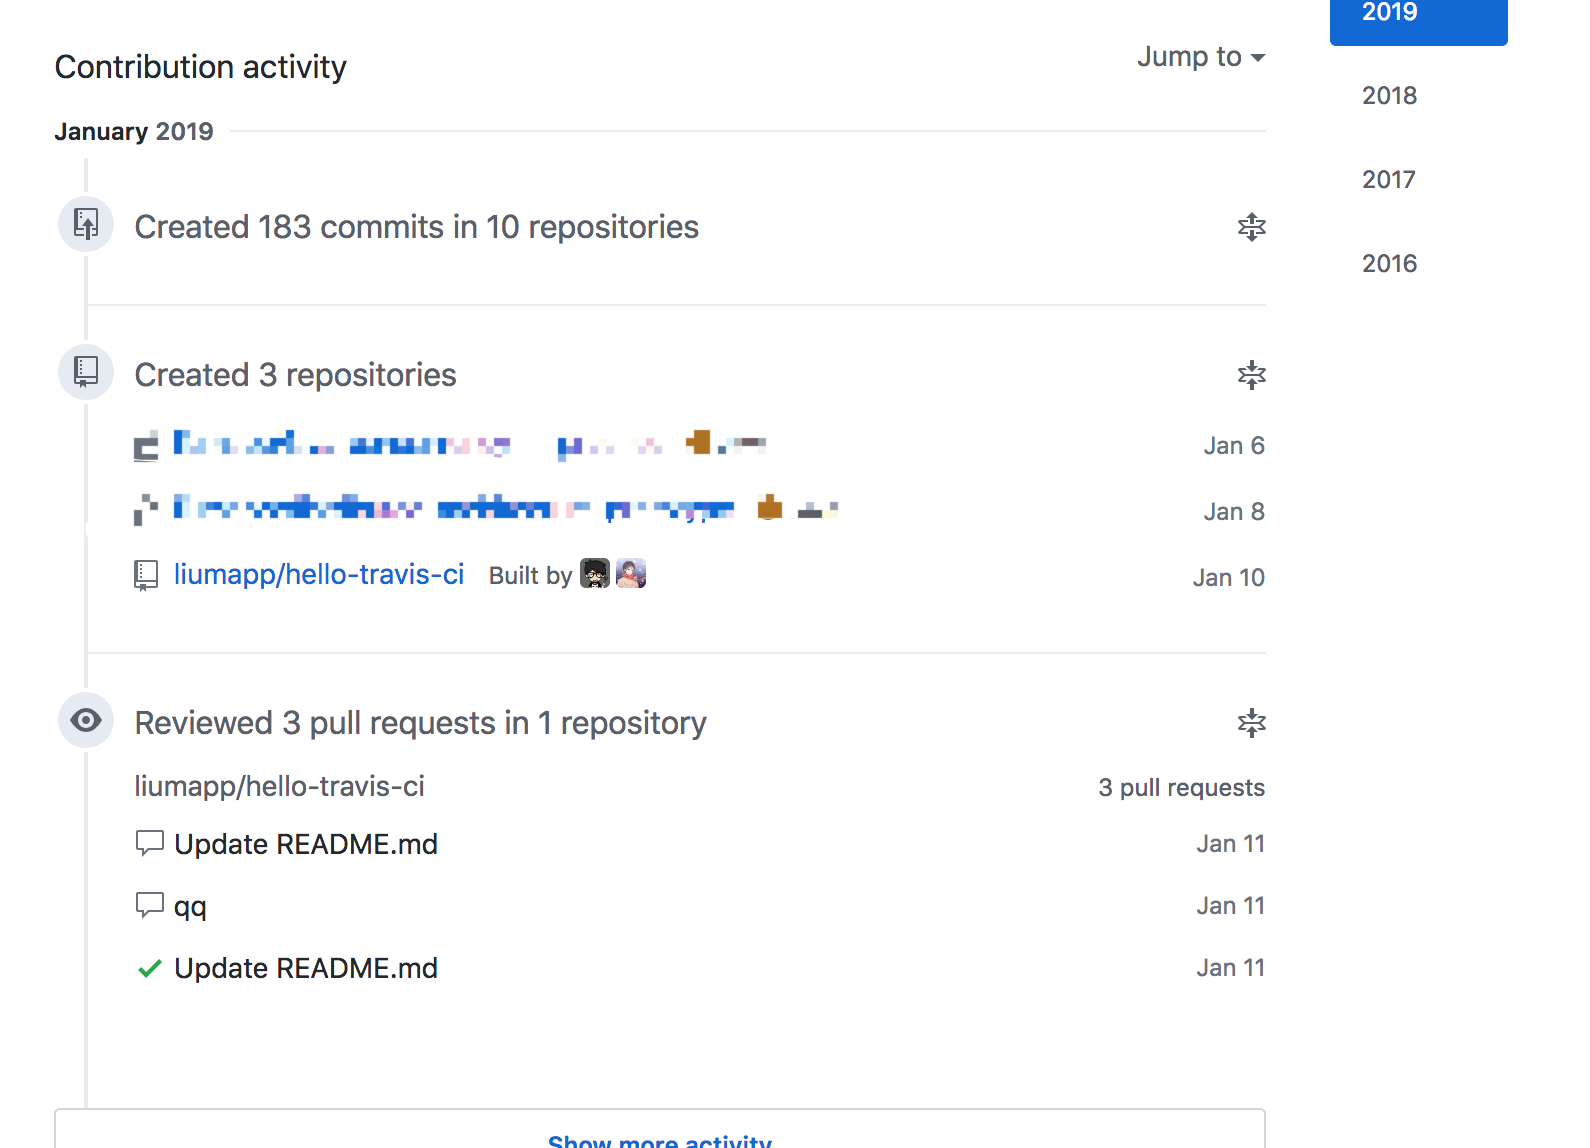 2019
Contribution activity
Jump to
January 2019
2018
2017
Created 183 commits in 10 repositories
2016
Created 3 repositories
Jan 6
Jan 8
liumapp/hello-travis-ci Built by
Jan 10
Reviewed 3 pull requests in 1 repository
liumapp/hello-travis-ci
3 pull requests
Update README.md
Jan 11
qq
Jan 11
Update README.md
Jan 11
Show more activity